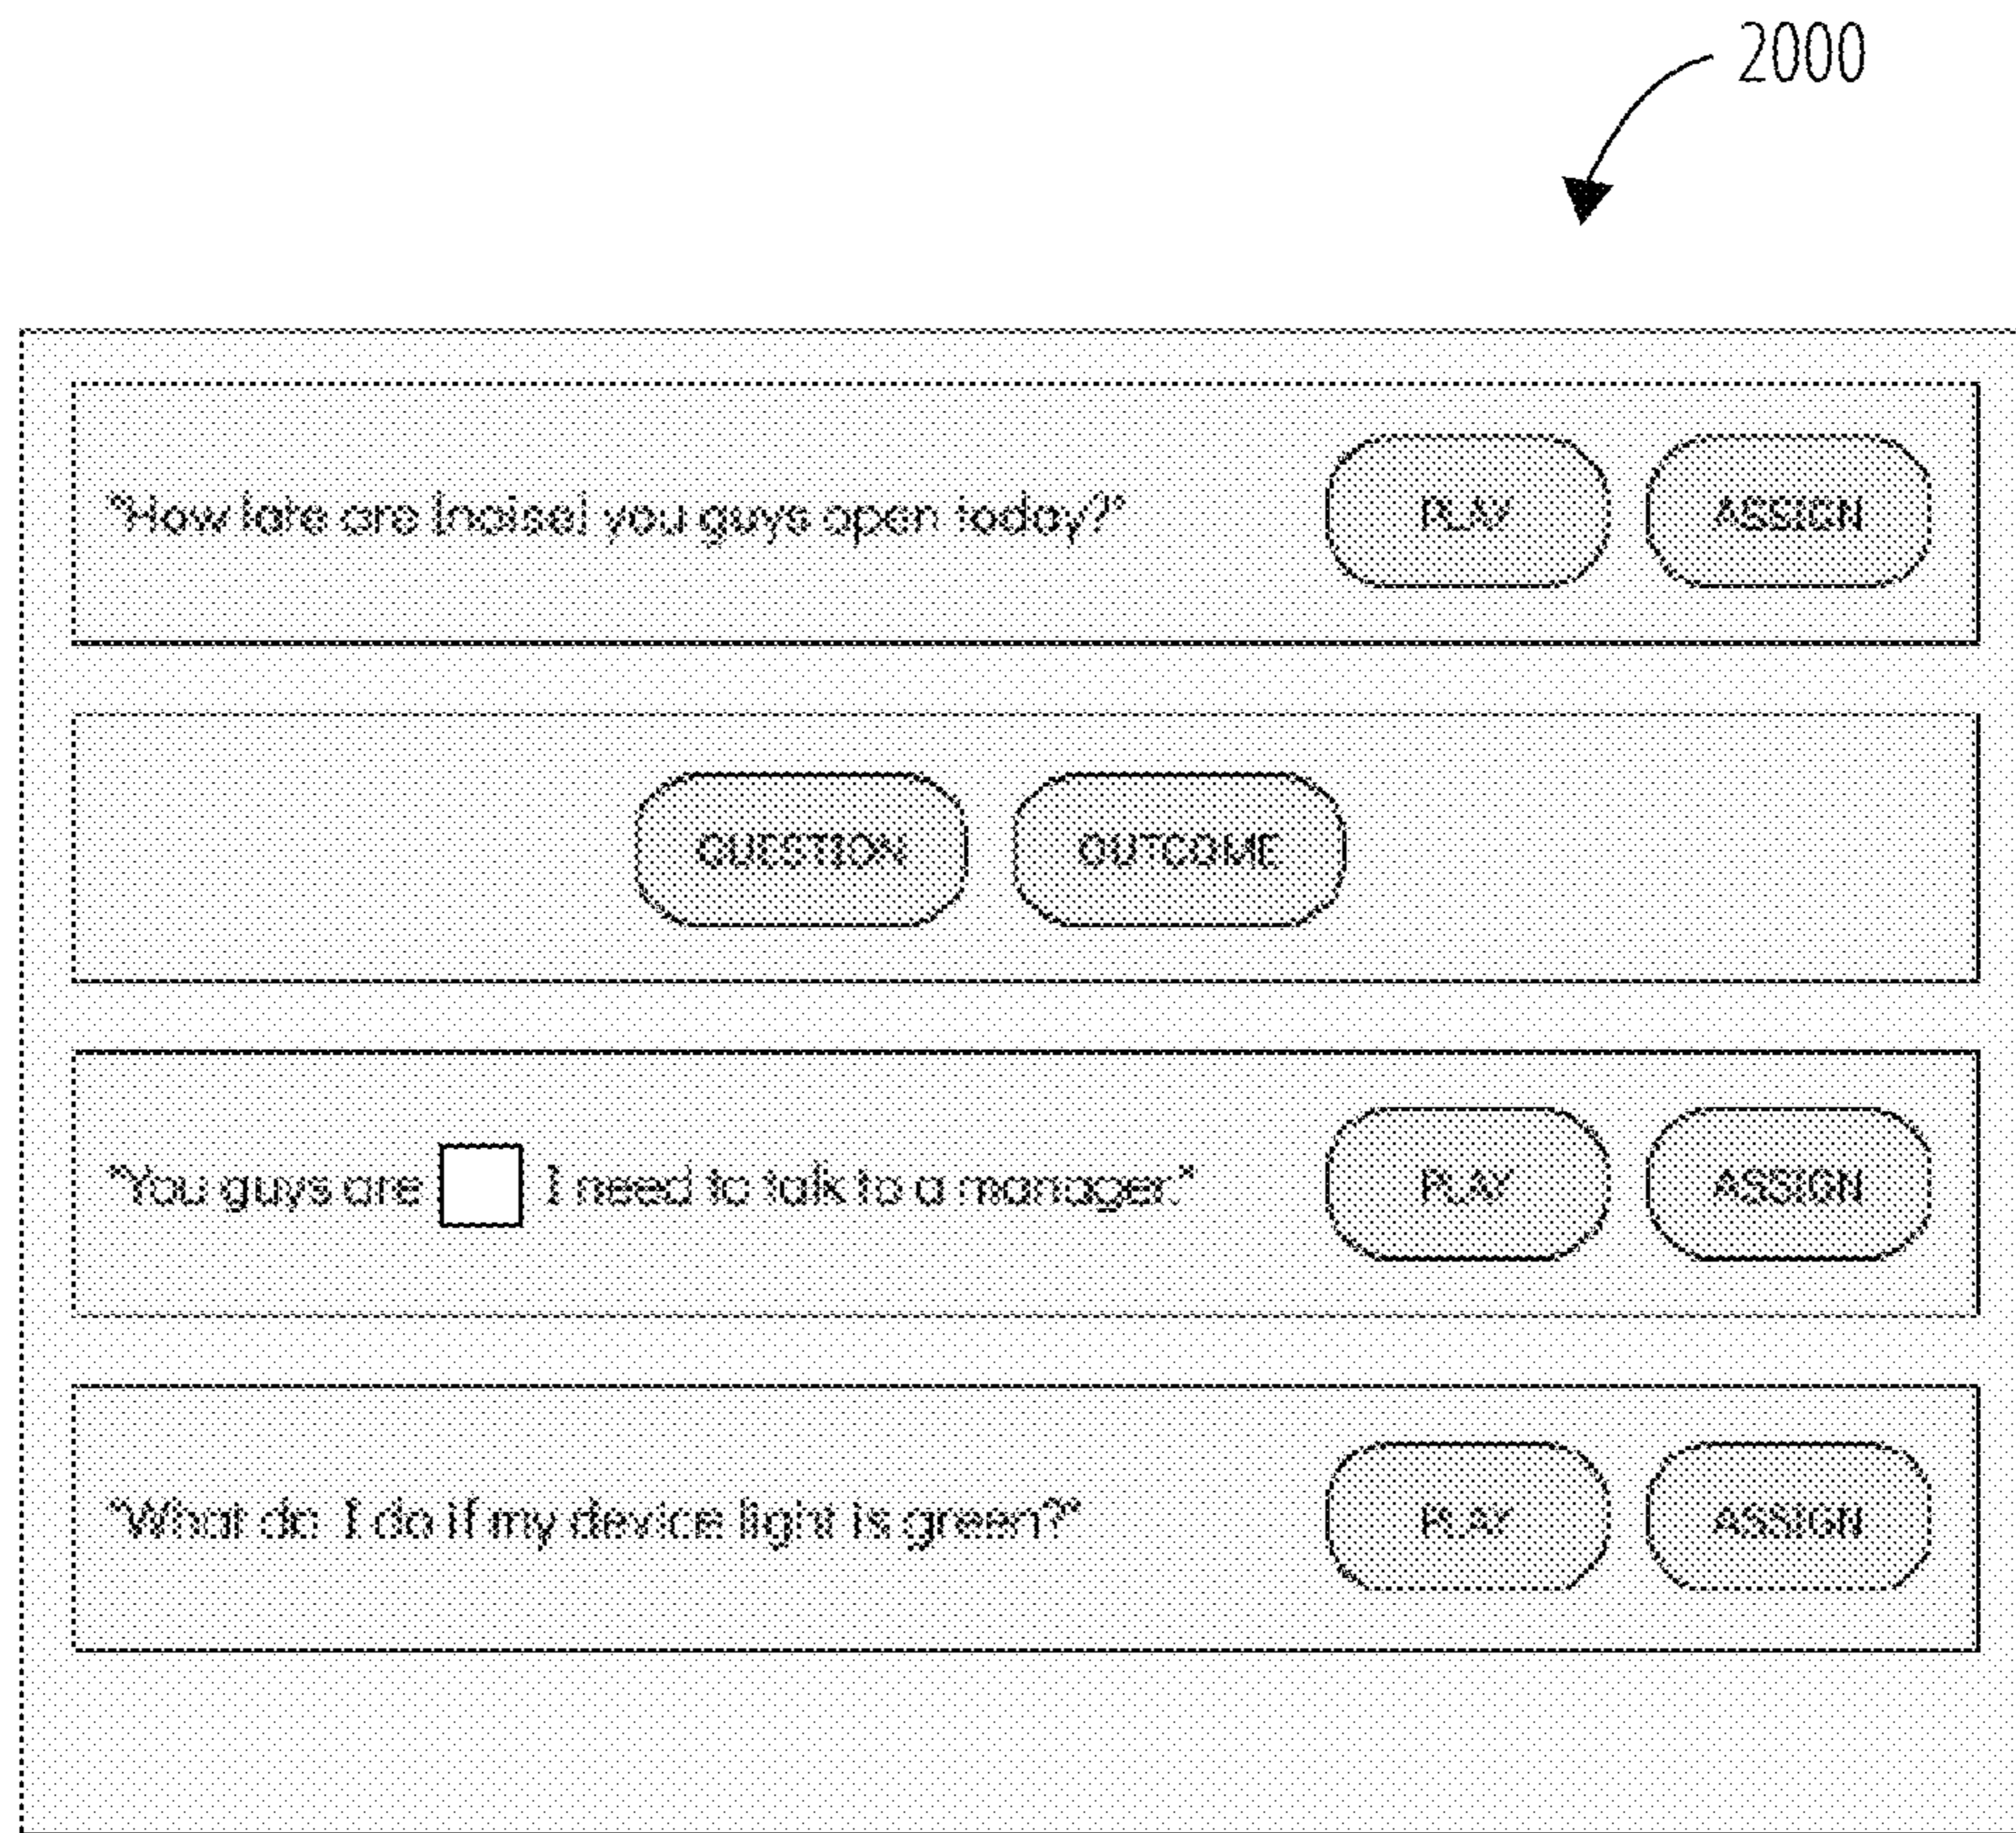 2000
"How late are [noise] you guys open today?" PLAY ASSIGN
QUESTION OUTCOME
"You guys are I need to talk to a manager." PLAY ASSIGN
"What do I do if my device light is green?" PLAY ASSIGN